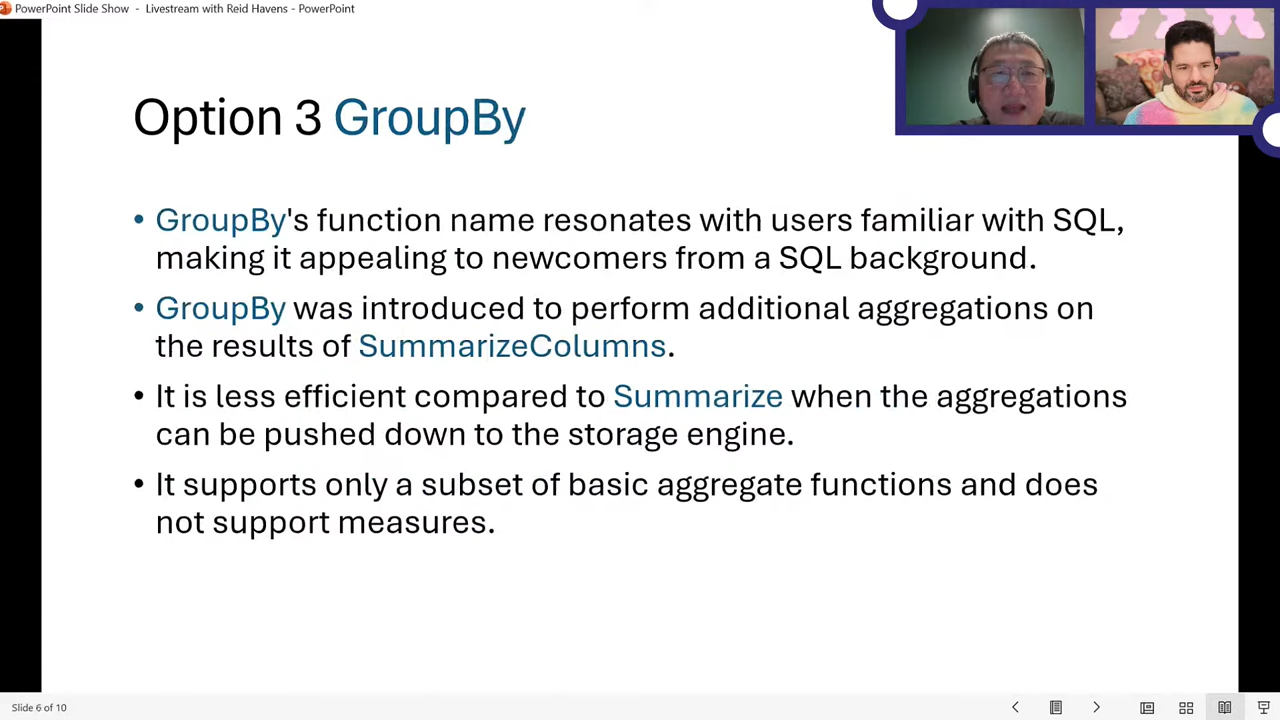 PowerPoint Slide Show - Livestream with Reid Havens - PowerPoint
Option 3 GroupBy
• GroupBy's function name resonates with users familiar with SQL,
making it appealing to newcomers from a SQL background.
• GroupBy was introduced to perform additional aggregations on
the results of SummarizeColumns.
• It is less efficient compared to Summarize when the aggregations
can be pushed down to the storage engine.
• It supports only a subset of basic aggregate functions and does
not support measures.
Slide 6 of 10